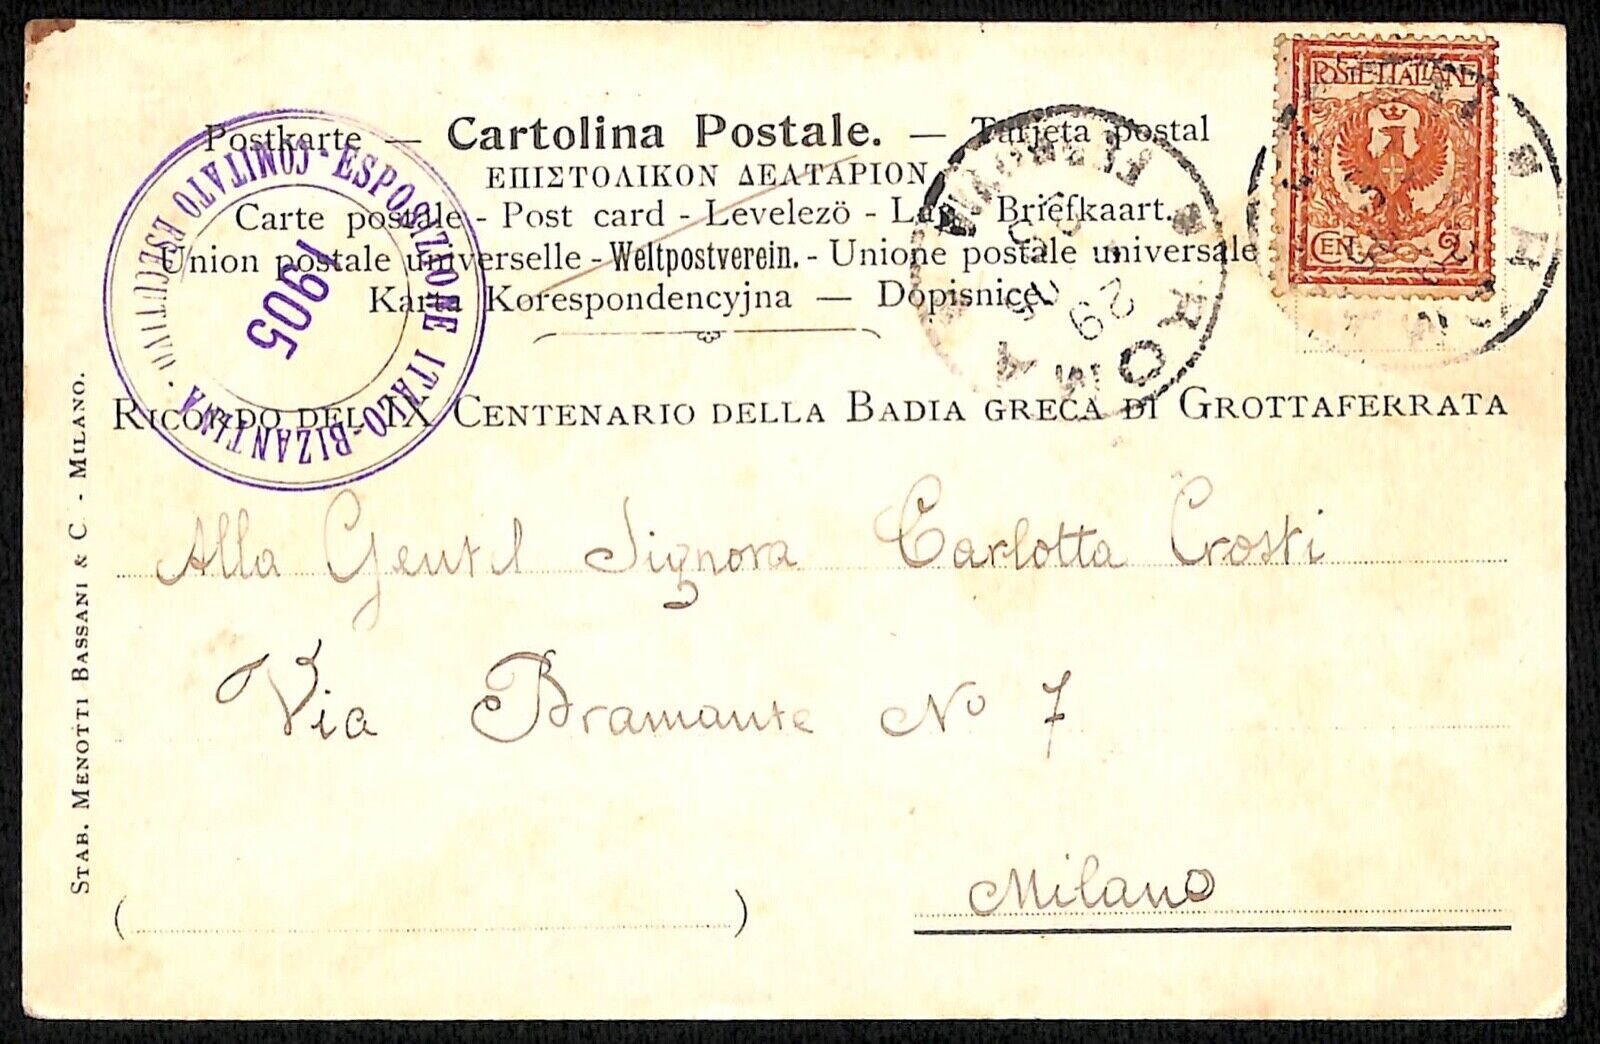 Postkarte — Cartolina Postale. — Tarjeta postal
ΕΠΙΣΤΟΛΙΚΟΝ ΔΕΛΤΑΡΙΟΝ
Carte postale - Post card - Levelezö - Lap - Briefkaart.
Union postale universelle - Weltpostverein. - Unione postale universale
Karta Korespondencyjna — Dopisnice.
POSTE ITALIANE
CENT. 2
ESPOSIZIONE ITALO-BIZANTINA · COMITATO ESECUTIVO ·
1905
ROMA
29
RICORDO DEL IX CENTENARIO DELLA BADIA GRECA DI GROTTAFERRATA
Alla Gentil Signora Carlotta Crosti
Via Bramante No 7
Milano
( )
STAB. MENOTTI BASSANI & C. - MILANO.